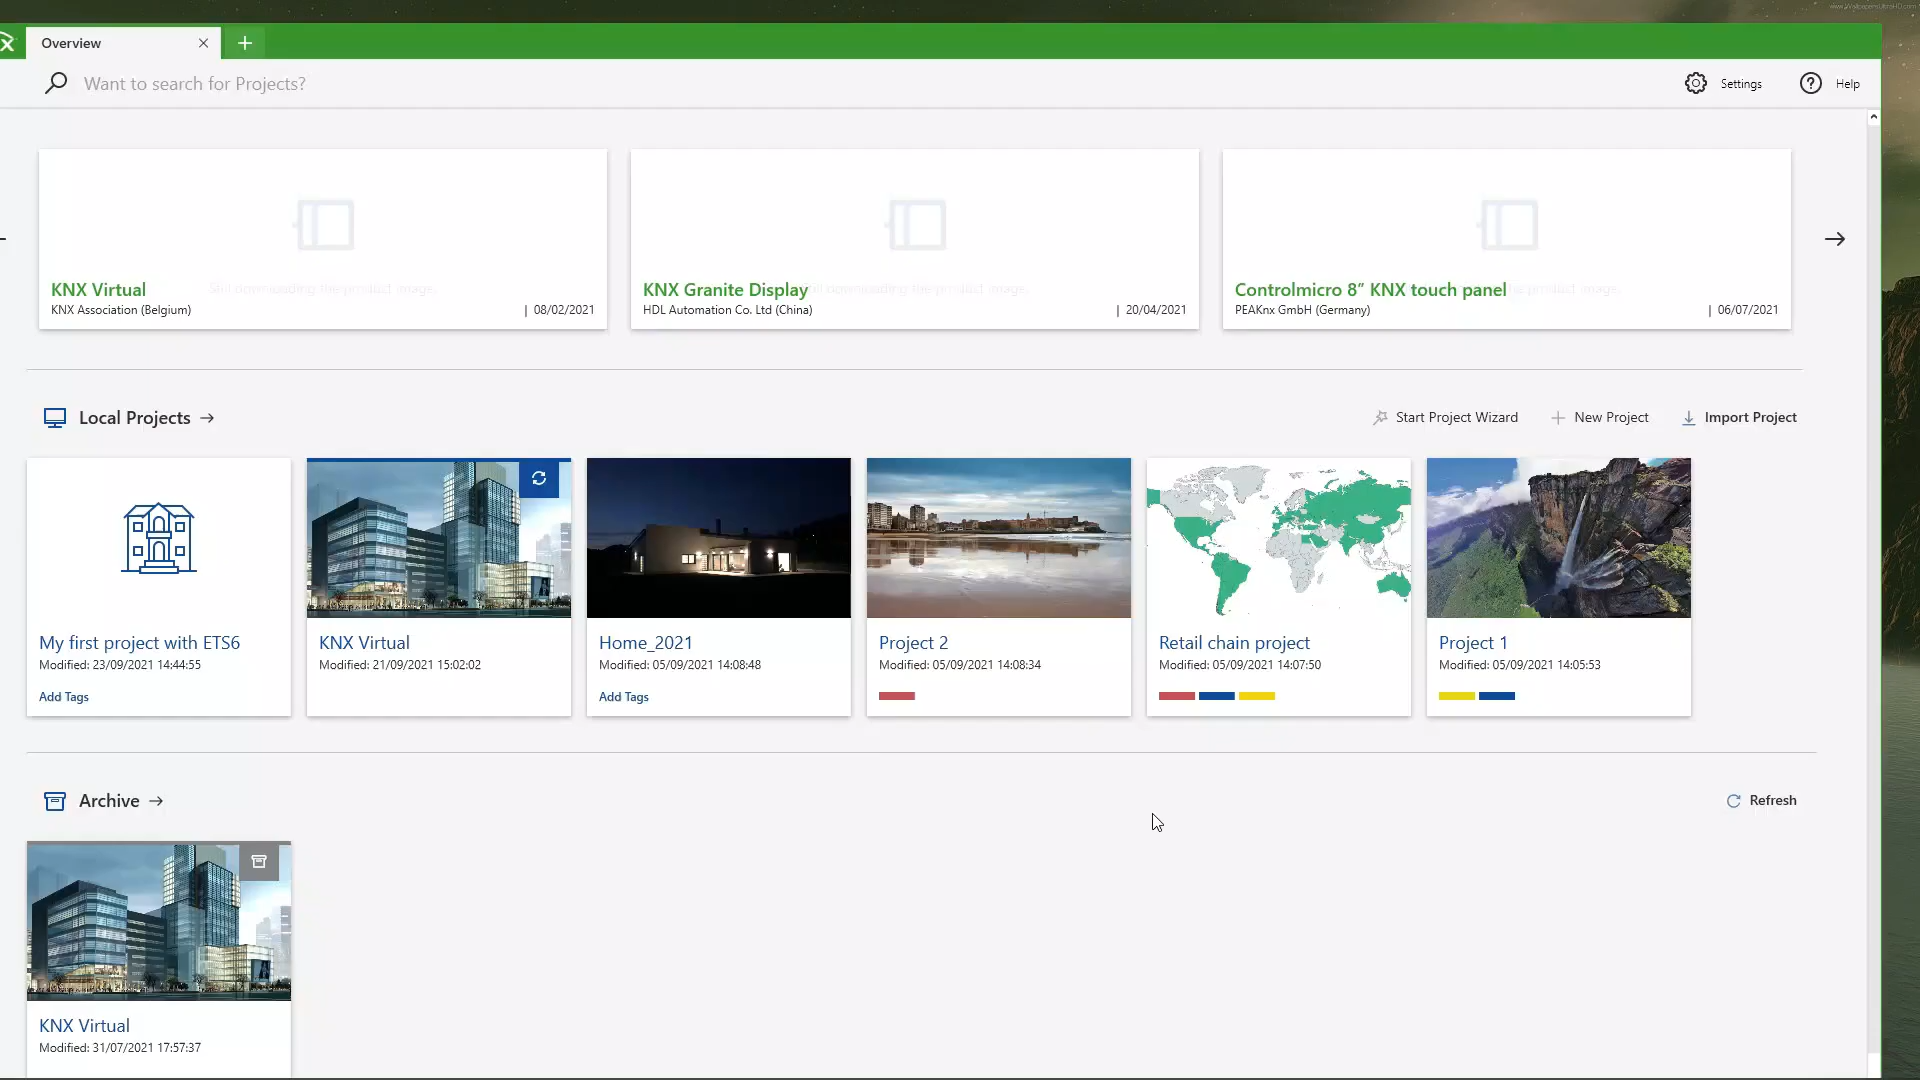 Overview
Want to search for Projects?
Settings
Help
KNX Virtual
KNX Association (Belgium)
| 08/02/2021
KNX Granite Display
HDL Automation Co. Ltd (China)
| 20/04/2021
Controlmicro 8” KNX touch panel
PEAKnx GmbH (Germany)
| 06/07/2021
Still downloading the product image.
Local Projects
Start Project Wizard
New Project
Import Project
My first project with ETS6
Modified: 23/09/2021 14:44:55
Add Tags
KNX Virtual
Modified: 21/09/2021 15:02:02
Home_2021
Modified: 05/09/2021 14:08:48
Add Tags
Project 2
Modified: 05/09/2021 14:08:34
Retail chain project
Modified: 05/09/2021 14:07:50
Project 1
Modified: 05/09/2021 14:05:53
Archive
Refresh
KNX Virtual
Modified: 31/07/2021 17:57:37